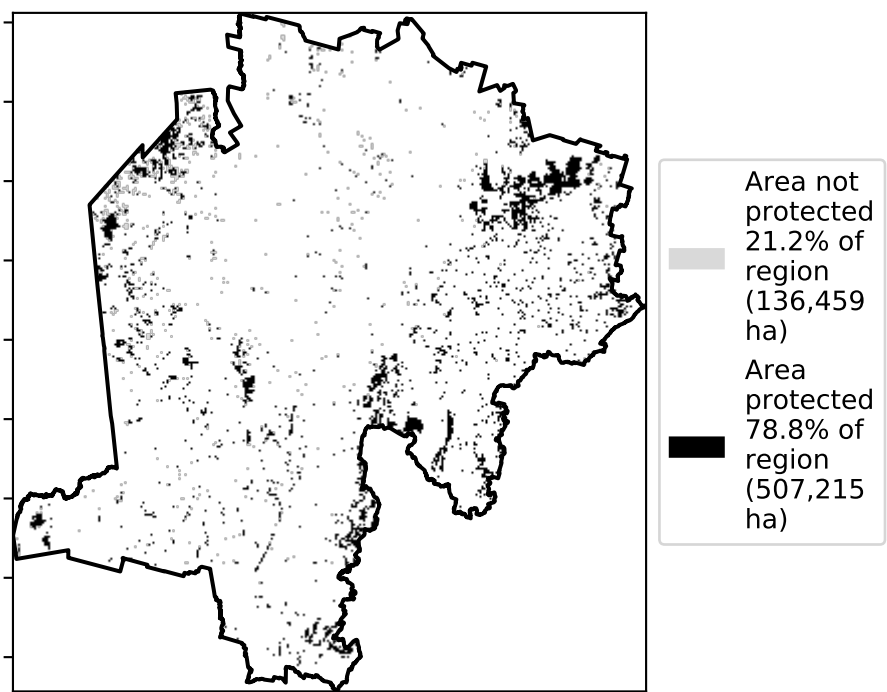 Area not
protected
21.2% of
region
(136,459
ha)
Area
protected
78.8% of
region
(507,215
ha)